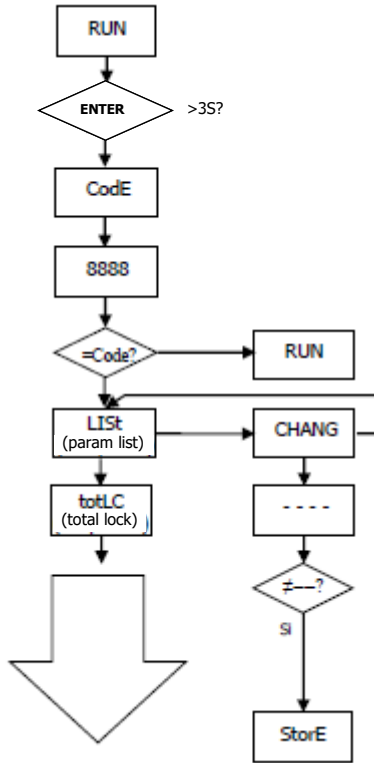 RUN
ENTER >3S?
CodE
8888
=Code? RUN
LISt CHANG
(param list)
totLC - - - -
(total lock)
≠----?
Si
StorE